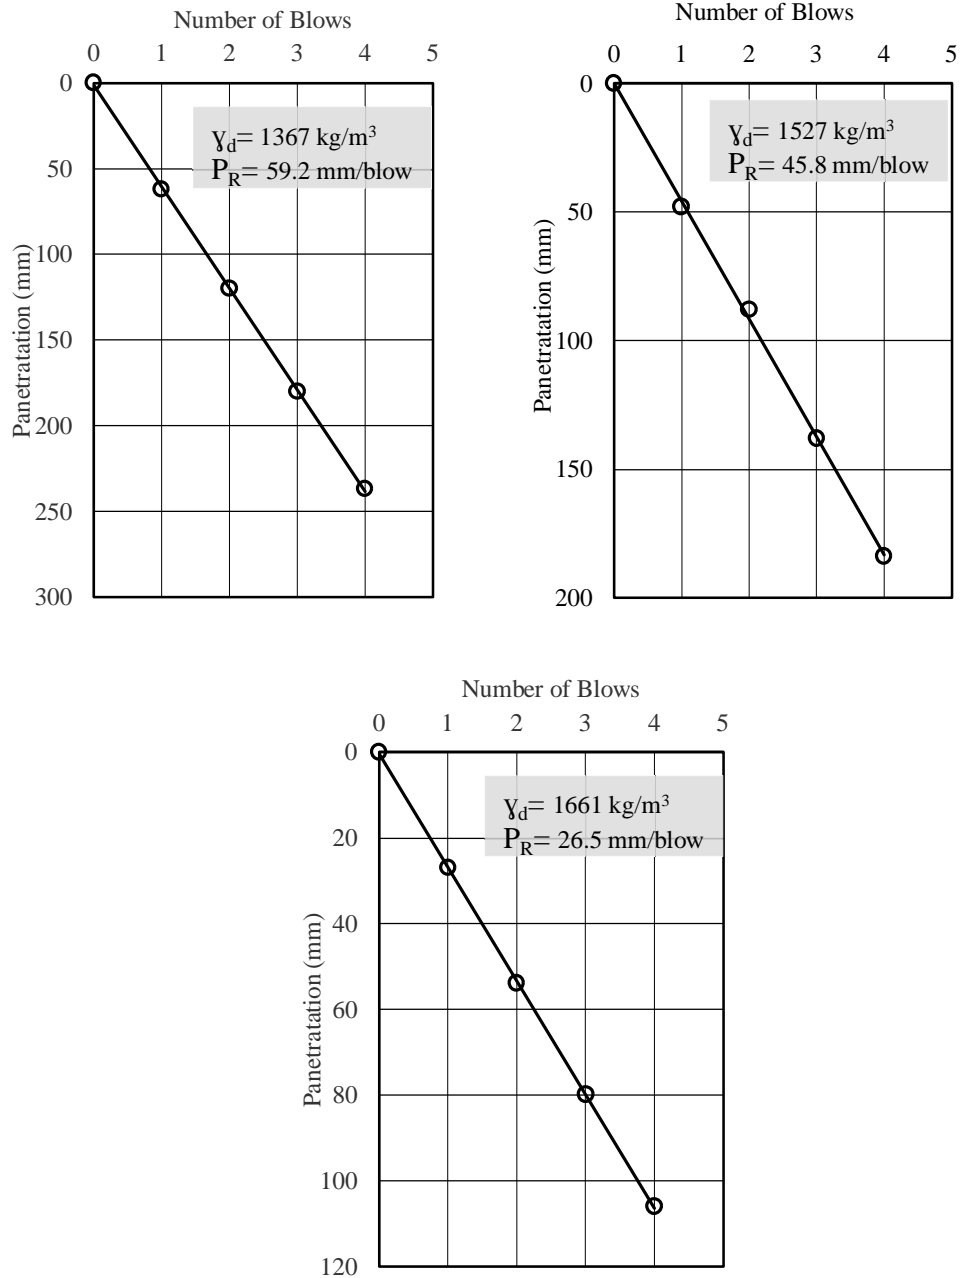 Number of Blows
0 1 2 3 4 5
0
50
100
150
200
250
300
Panetratation (mm)
Ɣd= 1367 kg/m³
PR= 59.2 mm/blow
Number of Blows
0 1 2 3 4 5
0
50
100
150
200
Panetratation (mm)
Ɣd= 1527 kg/m³
PR= 45.8 mm/blow
Number of Blows
0 1 2 3 4 5
0
20
40
60
80
100
120
Panetratation (mm)
Ɣd= 1661 kg/m³
PR= 26.5 mm/blow